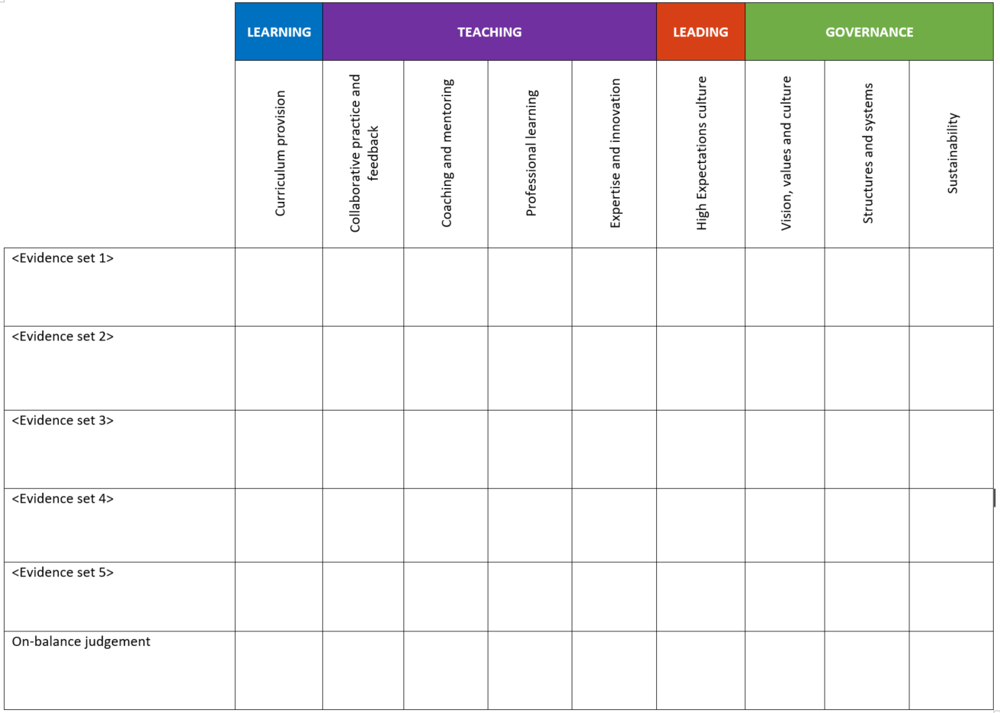 LEARNING
TEACHING
LEADING
GOVERNANCE
Curriculum provision
Collaborative practice and
feedback
Coaching and mentoring
Professional learning
Expertise and innovation
High Expectations culture
Vision, values and culture
Structures and systems
Sustainability
<Evidence set 1>
<Evidence set 2>
<Evidence set 3>
<Evidence set 4>
<Evidence set 5>
On-balance judgement